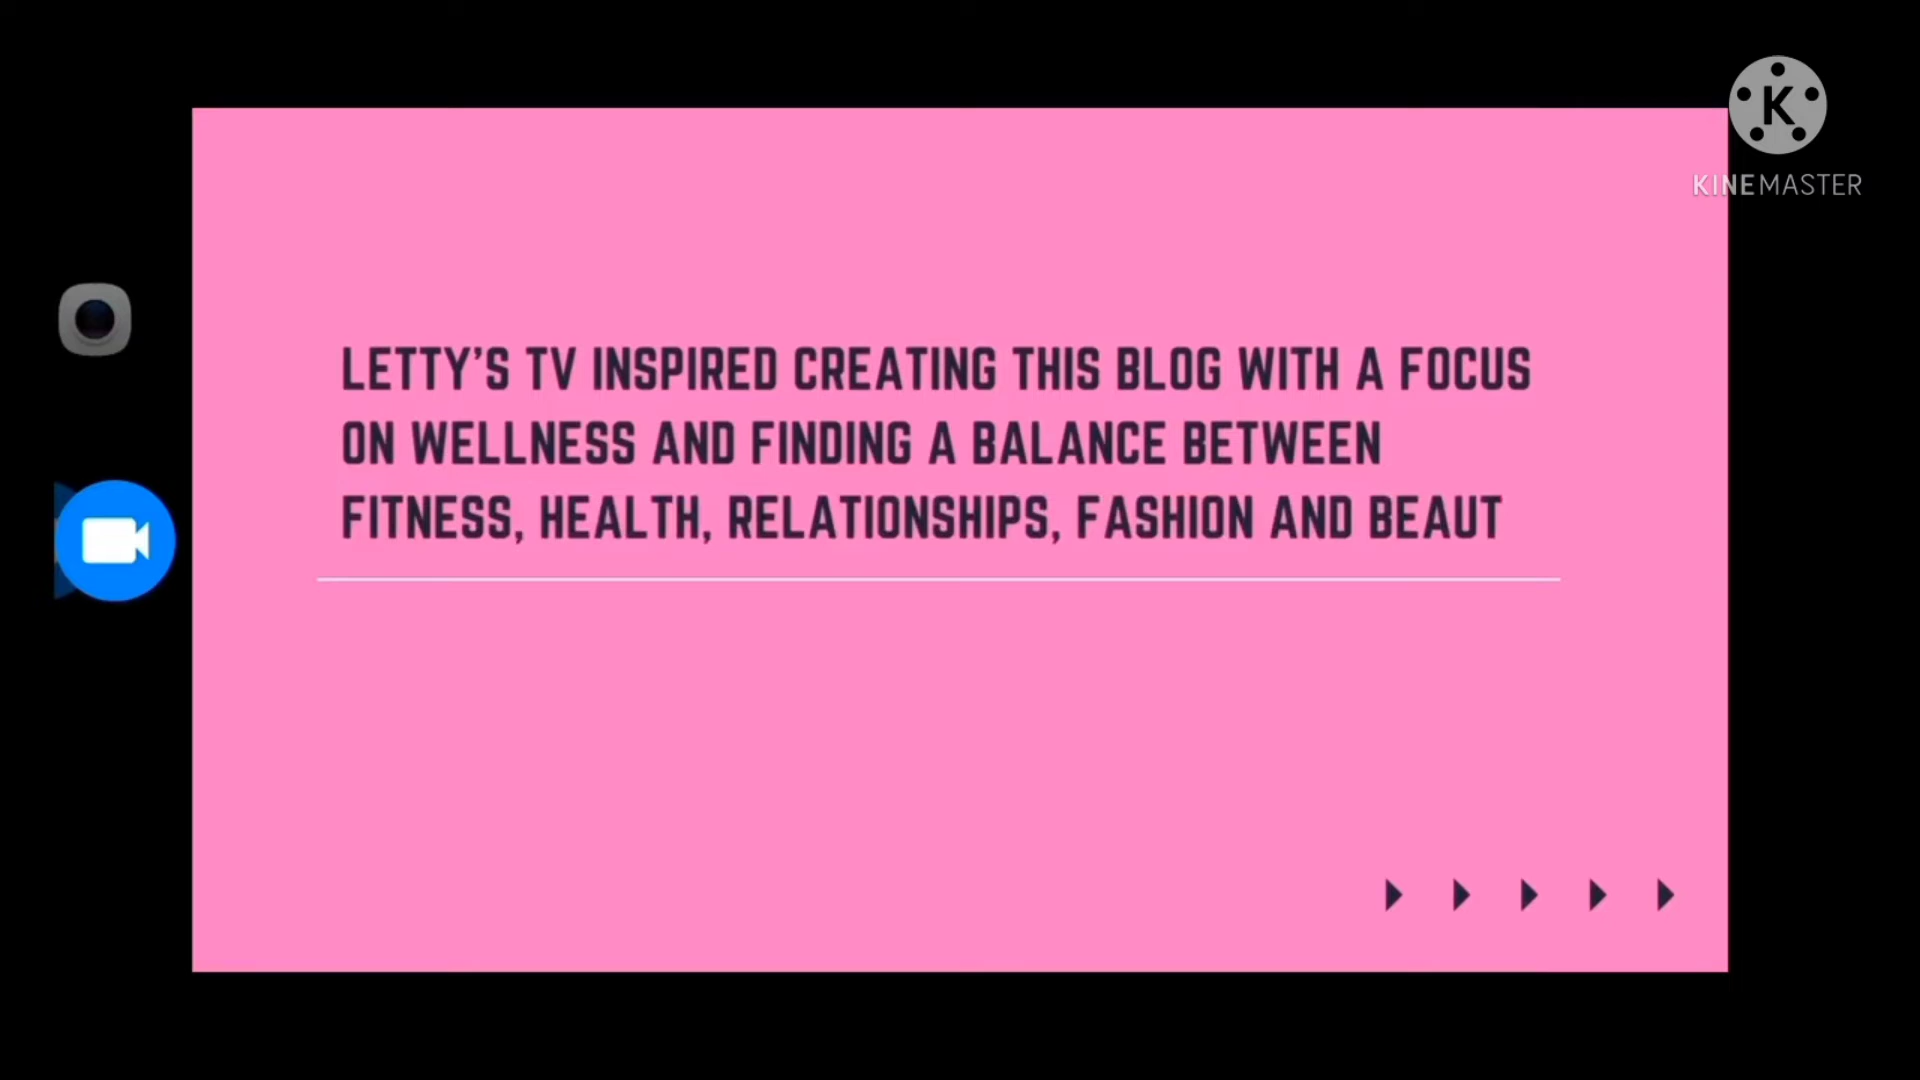 K
KINEMASTER
LETTY'S TV INSPIRED CREATING THIS BLOG WITH A FOCUS
ON WELLNESS AND FINDING A BALANCE BETWEEN
FITNESS, HEALTH, RELATIONSHIPS, FASHION AND BEAUT